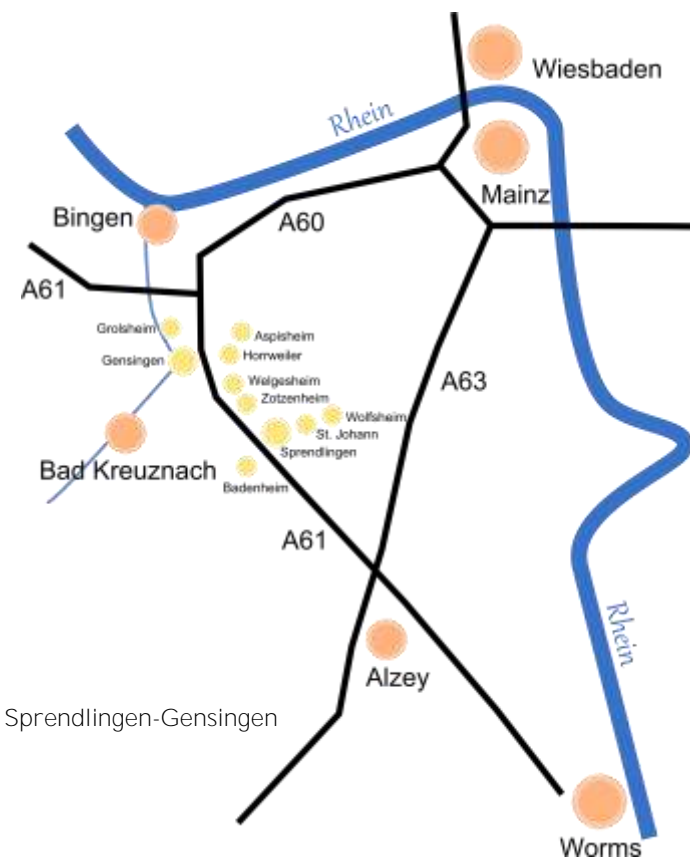 Wiesbaden
Rhein
Mainz
Bingen
A60
A61
Grolsheim
Aspisheim
Gensingen
Horrweiler
Welgesheim
A63
Zotzenheim
Wolfsheim
St. Johann
Sprendlingen
Bad Kreuznach
Badenheim
A61
Rhein
Alzey
Sprendlingen-Gensingen
Worms